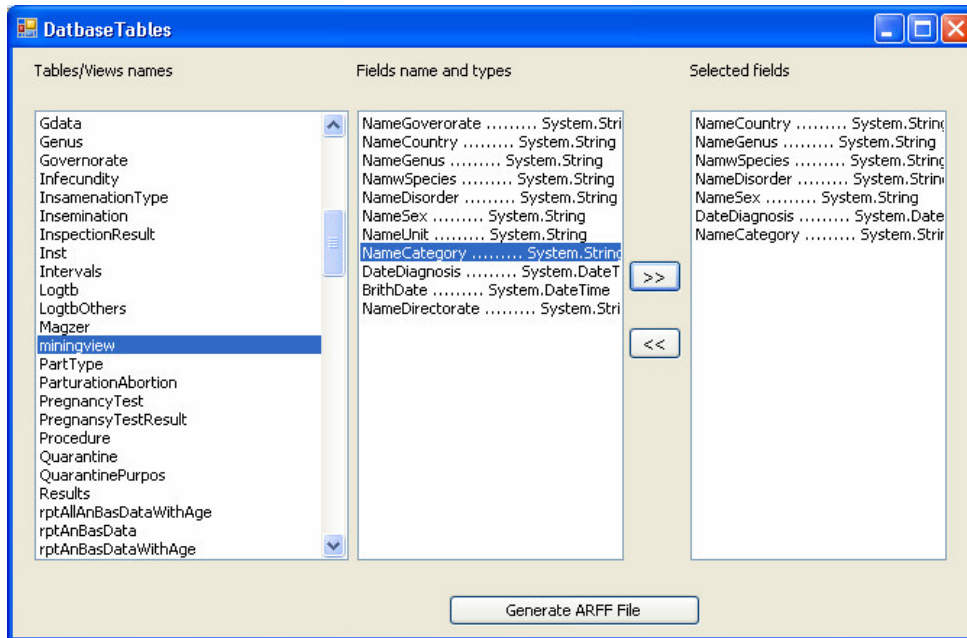 DatbaseTables
Tables/Views names
Fields name and types
Selected fields
Gdata
Genus
Governorate
Infecundity
InsamenationType
Insemination
InspectionResult
Inst
Intervals
Logtb
LogtbOthers
Magzer
miningview
PartType
ParturationAbortion
PregnancyTest
PregnansyTestResult
Procedure
Quarantine
QuarantinePurpos
Results
rptAllAnBasDataWithAge
rptAnBasData
rptAnBasDataWithAge
NameGoverorate ......... System.Stri
NameCountry ......... System.String
NameGenus ......... System.String
NamwSpecies ......... System.String
NameDisorder ......... System.String
NameSex ......... System.String
NameUnit ......... System.String
NameCategory ......... System.String
DateDiagnosis ......... System.DateT
BrithDate ......... System.DateTime
NameDirectorate ......... System.Stri
>>
<<
NameCountry ......... System.String
NameGenus ......... System.String
NamwSpecies ......... System.String
NameDisorder ......... System.Strin
NameSex ......... System.String
DateDiagnosis ......... System.Date
NameCategory ......... System.Strir
Generate ARFF File